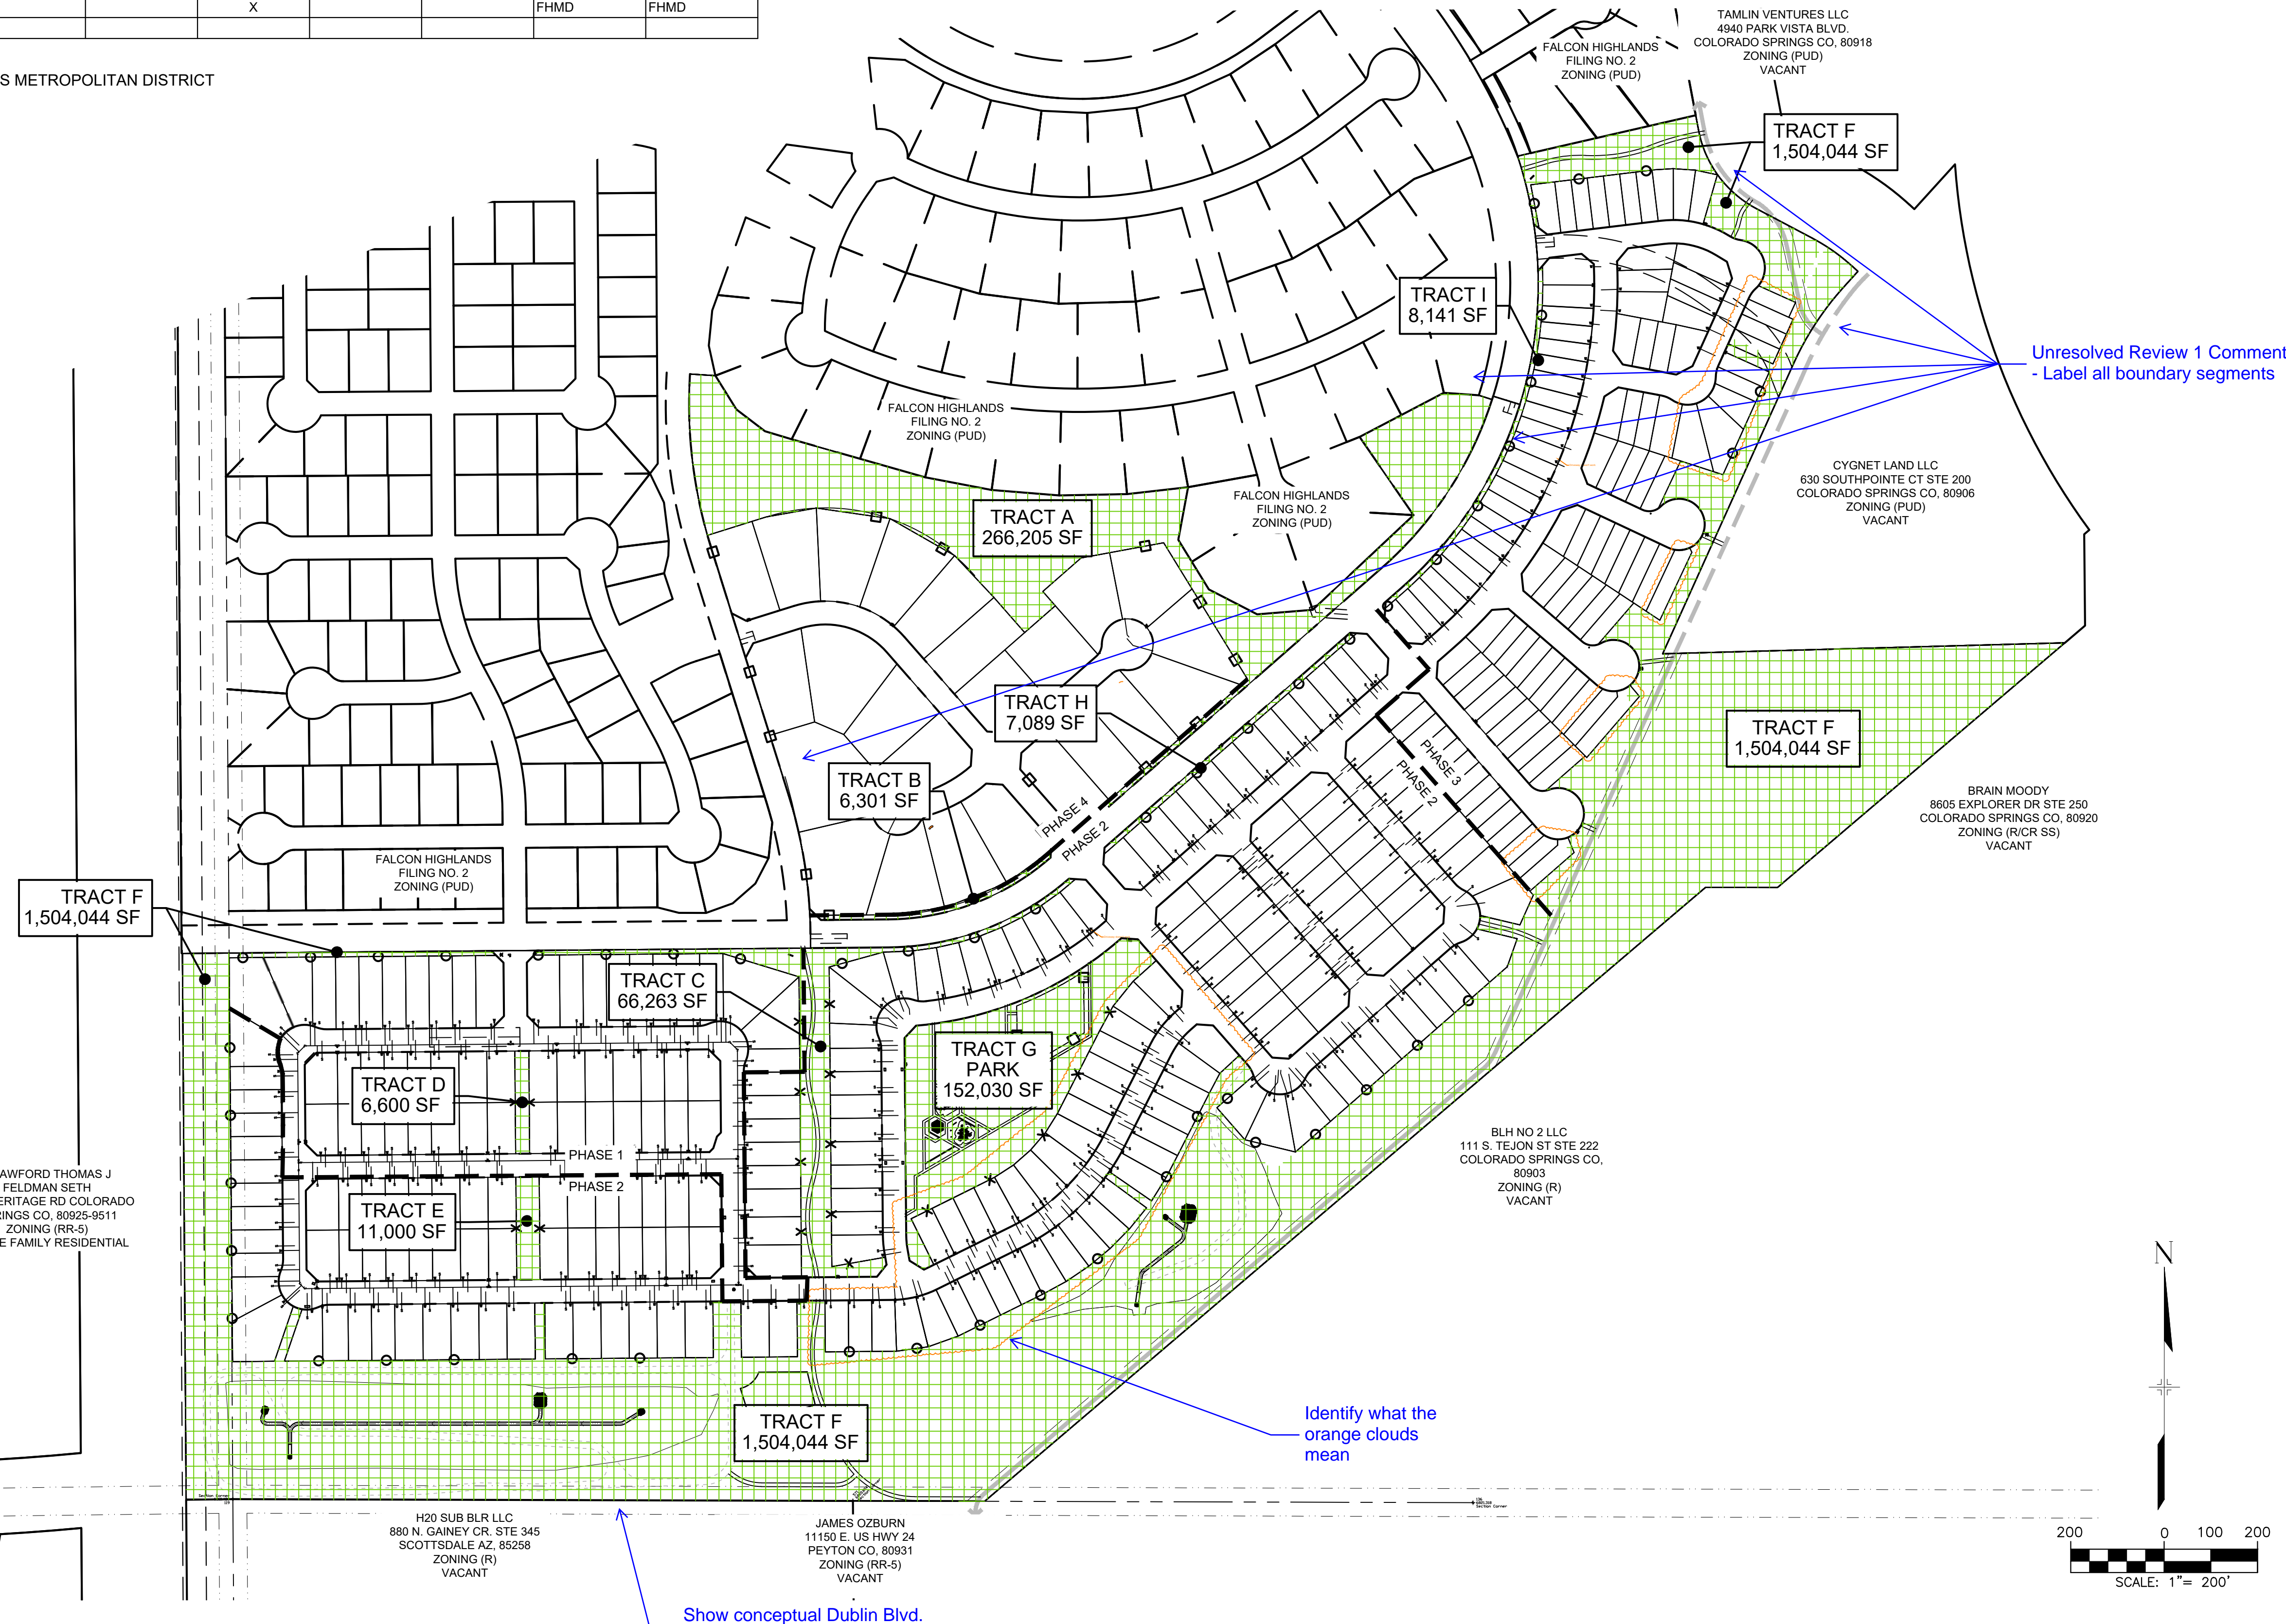 X
FHMD
FHMD
S METROPOLITAN DISTRICT
TAMLIN VENTURES LLC
4940 PARK VISTA BLVD.
COLORADO SPRINGS CO, 80918
ZONING (PUD)
VACANT
FALCON HIGHLANDS
FILING NO. 2
ZONING (PUD)
TRACT F
1,504,044 SF
TRACT I
8,141 SF
Unresolved Review 1 Comment
- Label all boundary segments
FALCON HIGHLANDS
FILING NO. 2
ZONING (PUD)
CYGNET LAND LLC
630 SOUTHPOINTE CT STE 200
COLORADO SPRINGS CO, 80906
ZONING (PUD)
VACANT
FALCON HIGHLANDS
FILING NO. 2
ZONING (PUD)
TRACT A
266,205 SF
TRACT H
7,089 SF
TRACT F
1,504,044 SF
TRACT B
6,301 SF
PHASE 3
PHASE 2
PHASE 4
PHASE 2
BRAIN MOODY
8605 EXPLORER DR STE 250
COLORADO SPRINGS CO, 80920
ZONING (R/CR SS)
VACANT
FALCON HIGHLANDS
FILING NO. 2
ZONING (PUD)
TRACT F
1,504,044 SF
TRACT C
66,263 SF
TRACT G
PARK
152,030 SF
TRACT D
6,600 SF
PHASE 1
PHASE 2
TRACT E
11,000 SF
BLH NO 2 LLC
111 S. TEJON ST STE 222
COLORADO SPRINGS CO,
80903
ZONING (R)
VACANT
AWFORD THOMAS J
FELDMAN SETH
ERITAGE RD COLORADO
RINGS CO, 80925-9511
ZONING (RR-5)
E FAMILY RESIDENTIAL
N
Identify what the
orange clouds
mean
TRACT F
1,504,044 SF
Section Corner
Section Corner
H20 SUB BLR LLC
880 N. GAINEY CR. STE 345
SCOTTSDALE AZ, 85258
ZONING (R)
VACANT
JAMES OZBURN
11150 E. US HWY 24
PEYTON CO, 80931
ZONING (RR-5)
VACANT
200 0 100 200
SCALE: 1"= 200'
Show conceptual Dublin Blvd.